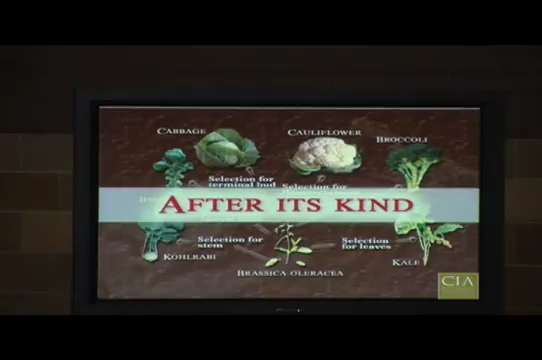 CABBAGE
CAULIFLOWER
BROCCOLI
Selection for
terminal bud
Selection for
AFTER ITS KIND
Selection for
stem
Selection
for leaves
KOHLRABI
KALE
BRASSICA OLERACEA
CIA